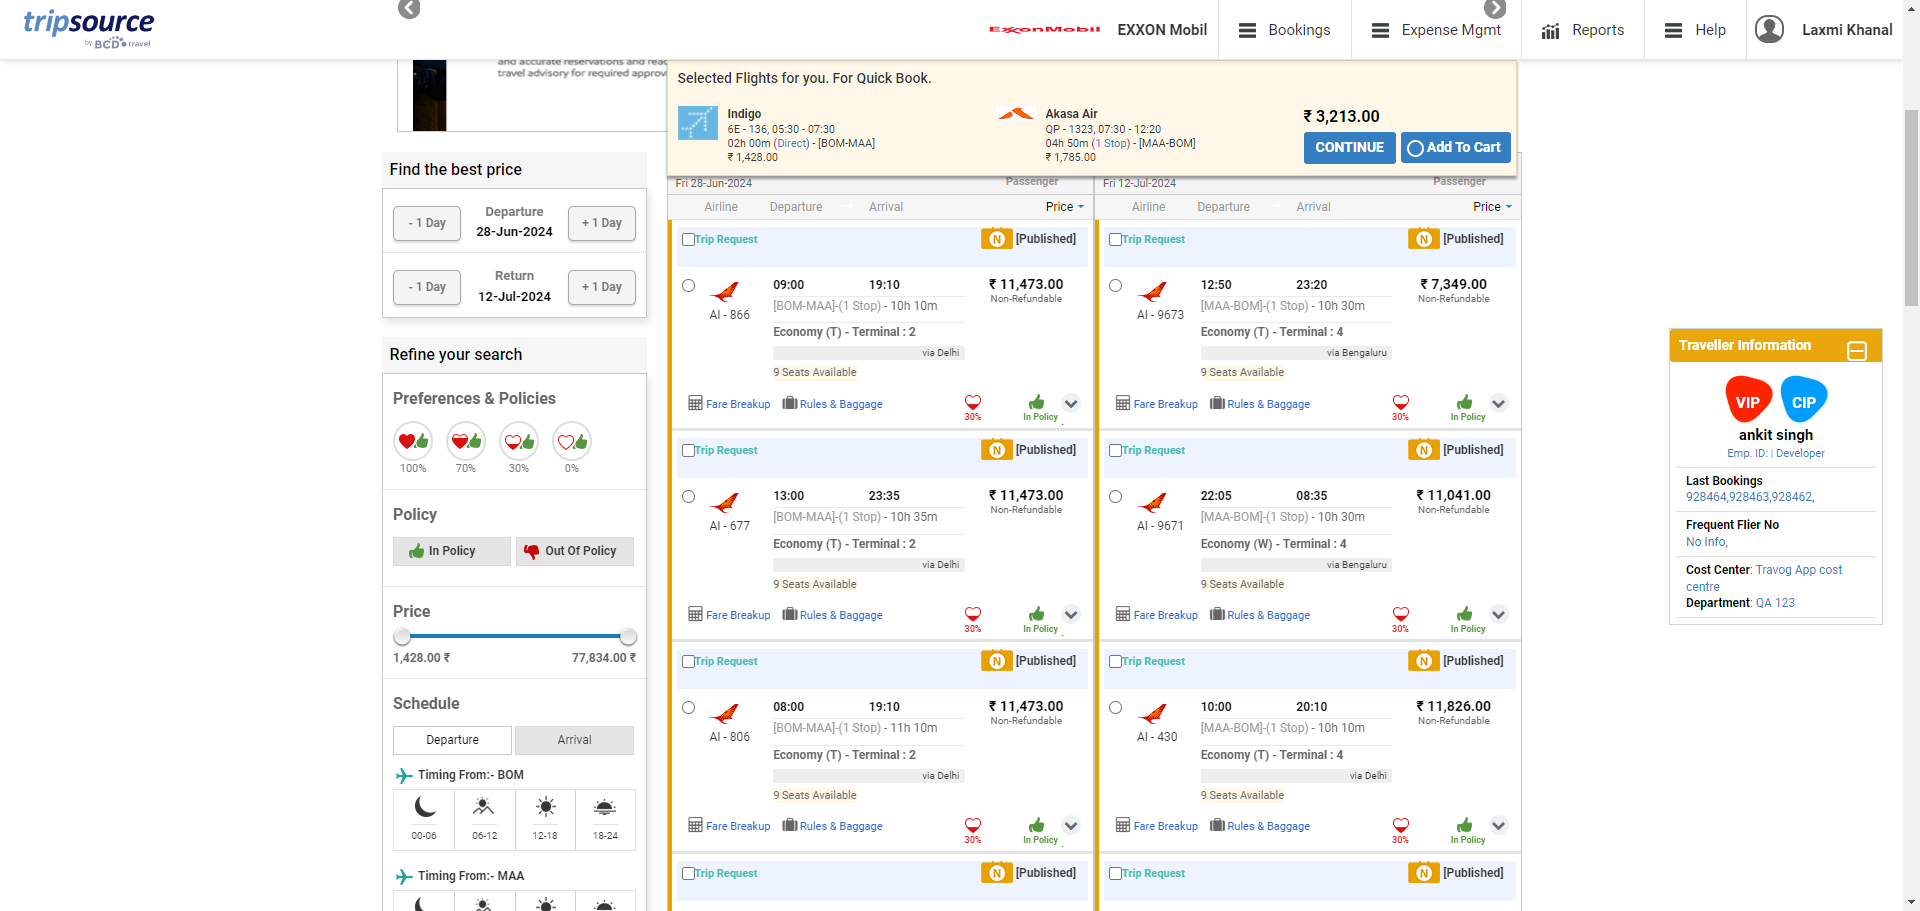 tripsource
by BCD travel
ExxonMobil
EXXON Mobil
Bookings
Expense Mgmt
Reports
Help
Laxmi Khanal
and accurate reservations and
travel advisory for required
Selected Flights for you. For Quick Book.
Indigo
6E - 136, 05:30 - 07:30
02h 00m (Direct) - [BOM-MAA]
₹ 1,428.00
Akasa Air
QP - 1323, 07:30 - 12:20
04h 50m (1 Stop) - [MAA-BOM]
₹ 1,785.00
₹ 3,213.00
CONTINUE
Add To Cart
Find the best price
- 1 Day
Departure
28-Jun-2024
+ 1 Day
- 1 Day
Return
12-Jul-2024
+ 1 Day
Refine your search
Preferences & Policies
100%
70%
30%
0%
Policy
In Policy
Out Of Policy
Price
1,428.00 ₹
77,834.00 ₹
Schedule
Departure
Arrival
Timing From:- BOM
00-06
06-12
12-18
18-24
Timing From:- MAA
Fri 28-Jun-2024
Passenger
Airline
Departure
Arrival
Price
Trip Request
N [Published]
09:00
19:10
₹ 11,473.00
[BOM-MAA]-(1 Stop) - 10h 10m
Non-Refundable
AI - 866
Economy (T) - Terminal : 2
via Delhi
9 Seats Available
Fare Breakup
Rules & Baggage
30%
In Policy
Trip Request
N [Published]
13:00
23:35
₹ 11,473.00
[BOM-MAA]-(1 Stop) - 10h 35m
Non-Refundable
AI - 677
Economy (T) - Terminal : 2
via Delhi
9 Seats Available
Fare Breakup
Rules & Baggage
30%
In Policy
Trip Request
N [Published]
08:00
19:10
₹ 11,473.00
[BOM-MAA]-(1 Stop) - 11h 10m
Non-Refundable
AI - 806
Economy (T) - Terminal : 2
via Delhi
9 Seats Available
Fare Breakup
Rules & Baggage
30%
In Policy
Trip Request
N [Published]
Fri 12-Jul-2024
Passenger
Airline
Departure
Arrival
Price
Trip Request
N [Published]
12:50
23:20
₹ 7,349.00
[MAA-BOM]-(1 Stop) - 10h 30m
Non-Refundable
AI - 9673
Economy (T) - Terminal : 4
via Bengaluru
9 Seats Available
Fare Breakup
Rules & Baggage
30%
In Policy
Trip Request
N [Published]
22:05
08:35
₹ 11,041.00
[MAA-BOM]-(1 Stop) - 10h 30m
Non-Refundable
AI - 9671
Economy (W) - Terminal : 4
via Bengaluru
9 Seats Available
Fare Breakup
Rules & Baggage
30%
In Policy
Trip Request
N [Published]
10:00
20:10
₹ 11,826.00
[MAA-BOM]-(1 Stop) - 10h 10m
Non-Refundable
AI - 430
Economy (T) - Terminal : 4
via Delhi
9 Seats Available
Fare Breakup
Rules & Baggage
30%
In Policy
Trip Request
N [Published]
Traveller Information
VIP
CIP
ankit singh
Emp. ID: | Developer
Last Bookings
928464,928463,928462,
Frequent Flier No
No Info,
Cost Center: Travog App cost
centre
Department: QA 123